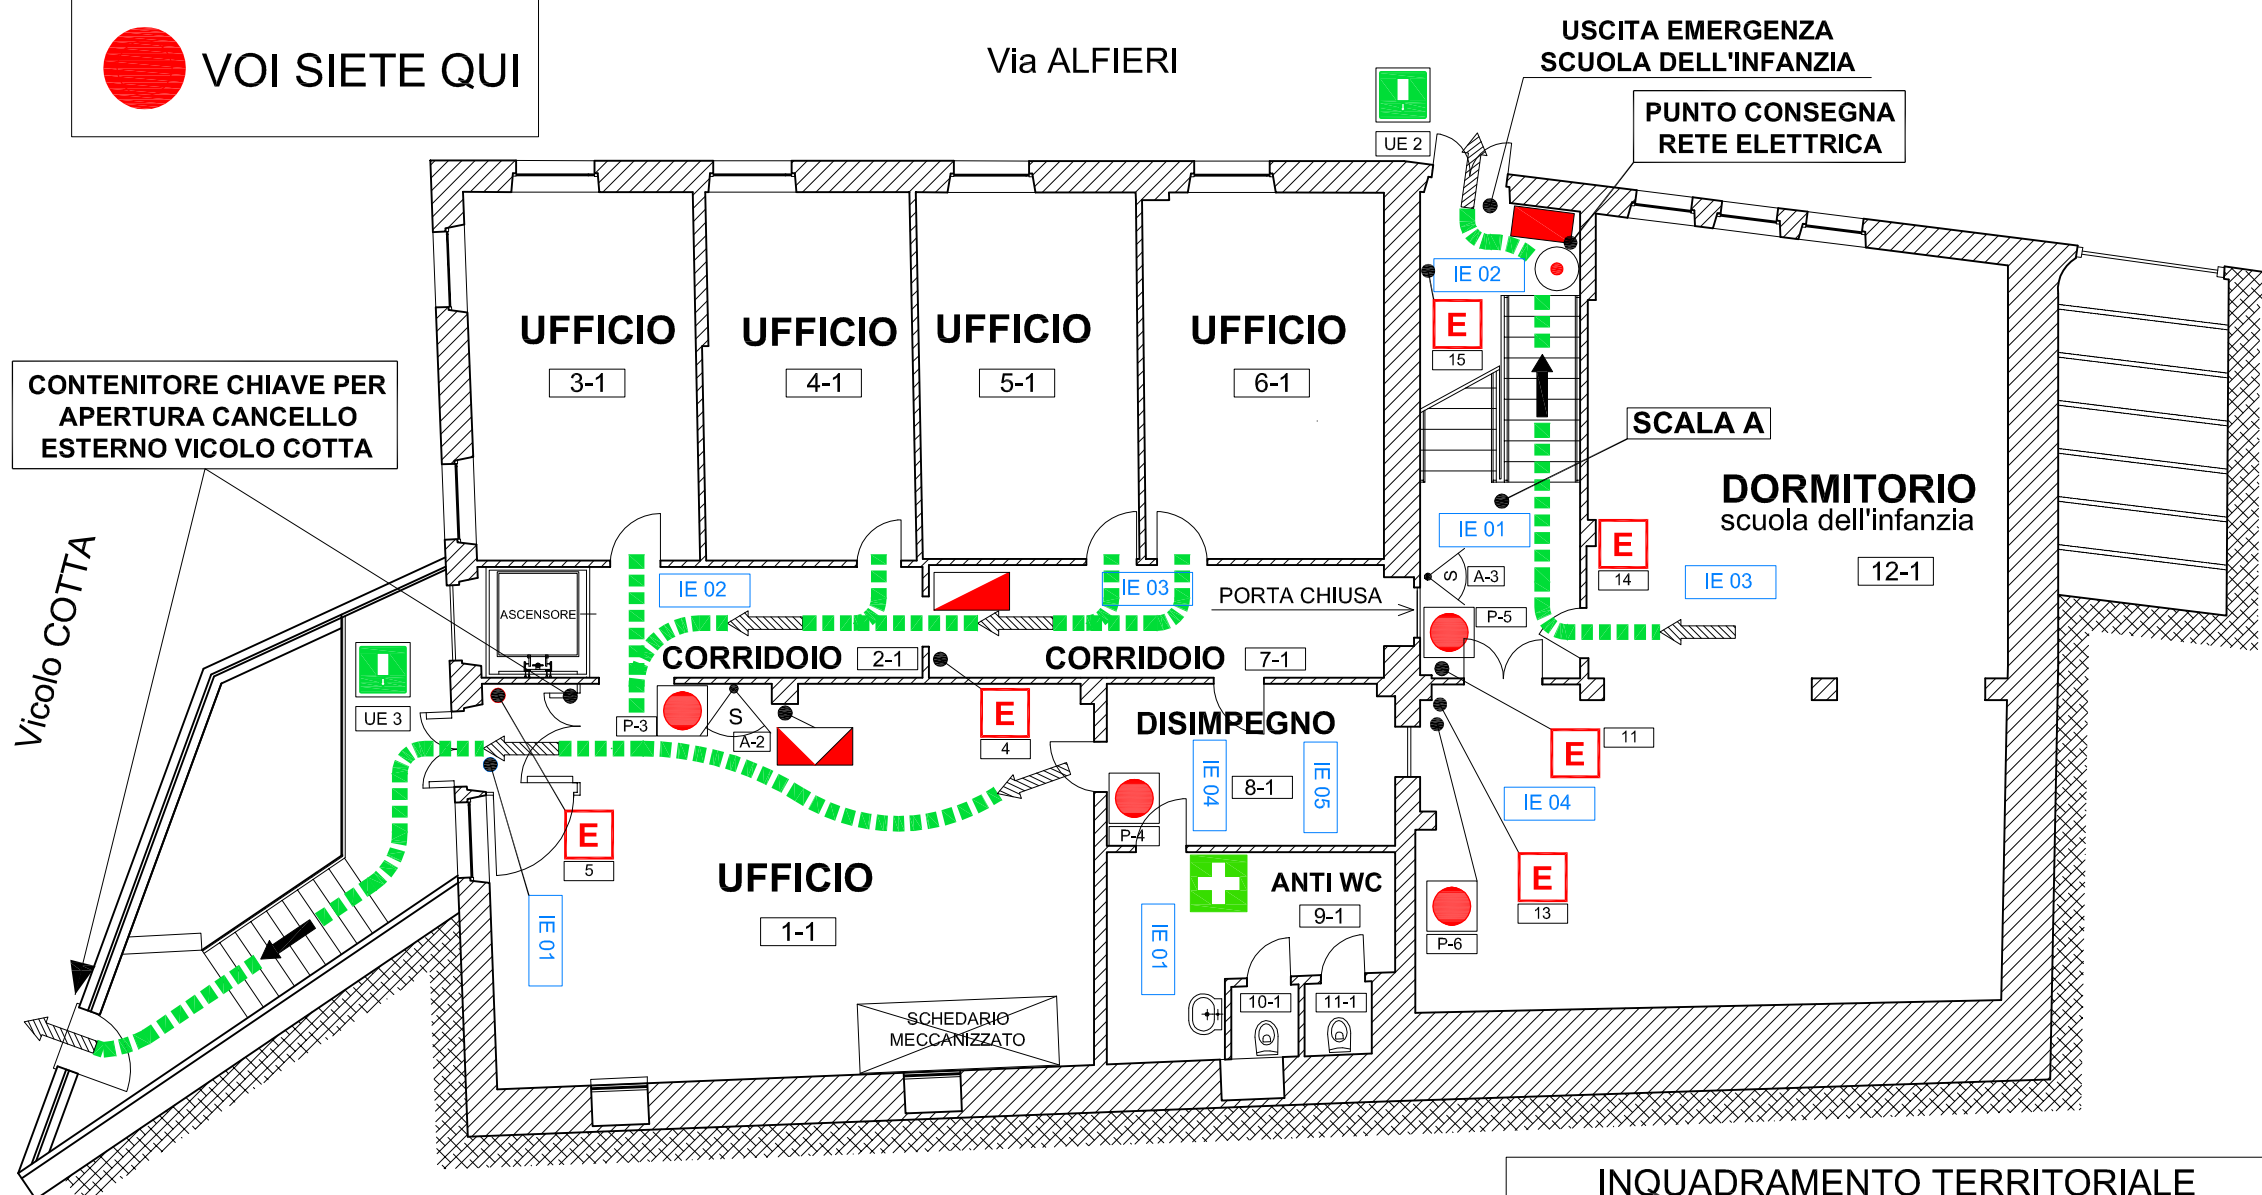 VOI SIETE QUI
Via ALFIERI
USCITA EMERGENZA
SCUOLA DELL'INFANZIA
PUNTO CONSEGNA
RETE ELETTRICA
UE 2
IE 02
E
15
UFFICIO
3-1
UFFICIO
4-1
UFFICIO
5-1
UFFICIO
6-1
CONTENITORE CHIAVE PER
APERTURA CANCELLO
ESTERNO VICOLO COTTA
SCALA A
DORMITORIO
scuola dell'infanzia
12-1
IE 01
E
14
IE 03
S
A-3
P-5
Vicolo COTTA
ASCENSORE
IE 02
IE 03
PORTA CHIUSA
CORRIDOIO
2-1
CORRIDOIO
7-1
UE 3
P-3
S
A-2
E
4
DISIMPEGNO
8-1
IE 04
IE 05
P-4
E
11
IE 04
E
13
P-6
E
5
IE 01
UFFICIO
1-1
ANTI WC
9-1
IE 01
10-1
11-1
SCHEDARIO
MECCANIZZATO
INQUADRAMENTO TERRITORIALE